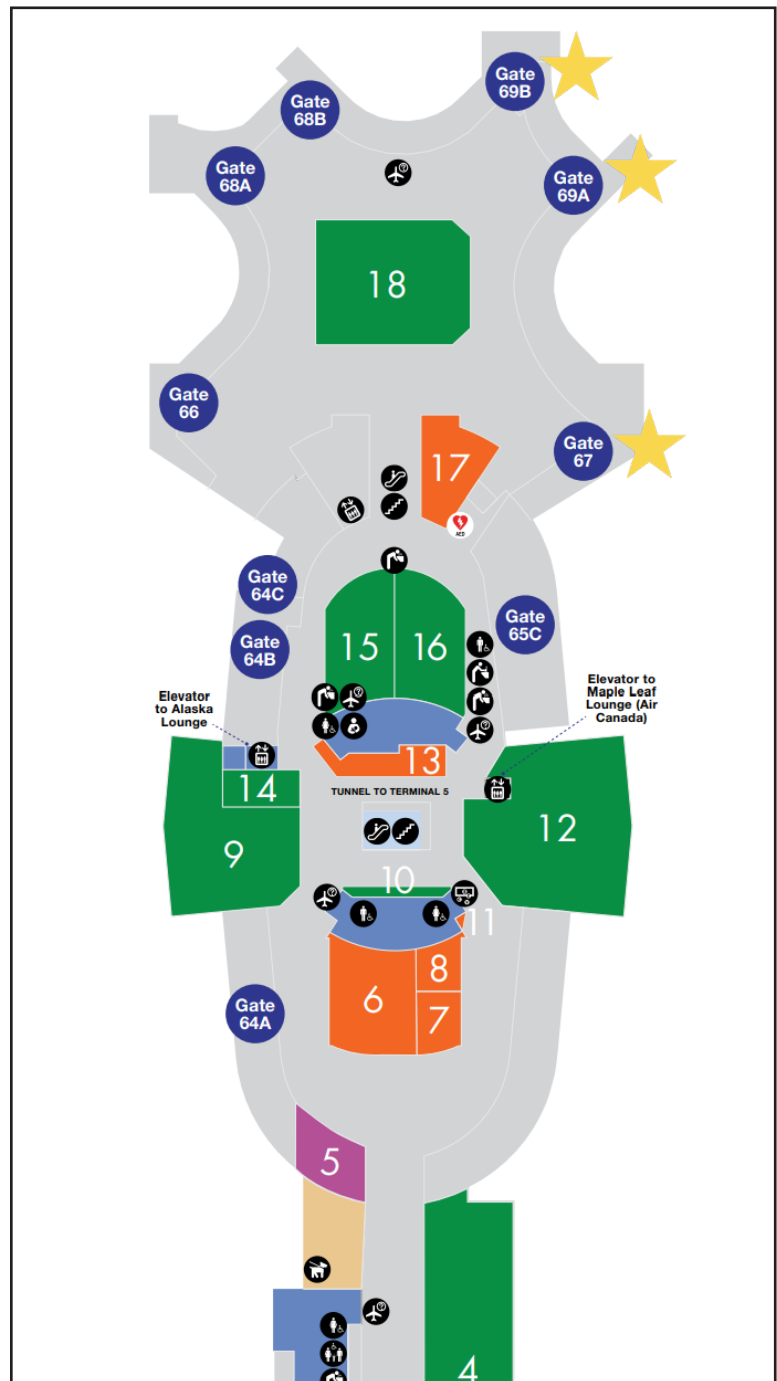 Gate
69B
Gate
68B
Gate
68A
Gate
69A
18
Gate
66
Gate
67
17
AED
Gate
64C
Gate
65C
Gate
64B
15
16
Elevator
to Alaska
Lounge
Elevator to
Maple Leaf
Lounge (Air
Canada)
13
14
TUNNEL TO TERMINAL 5
9
12
10
11
8
6
7
Gate
64A
5
4